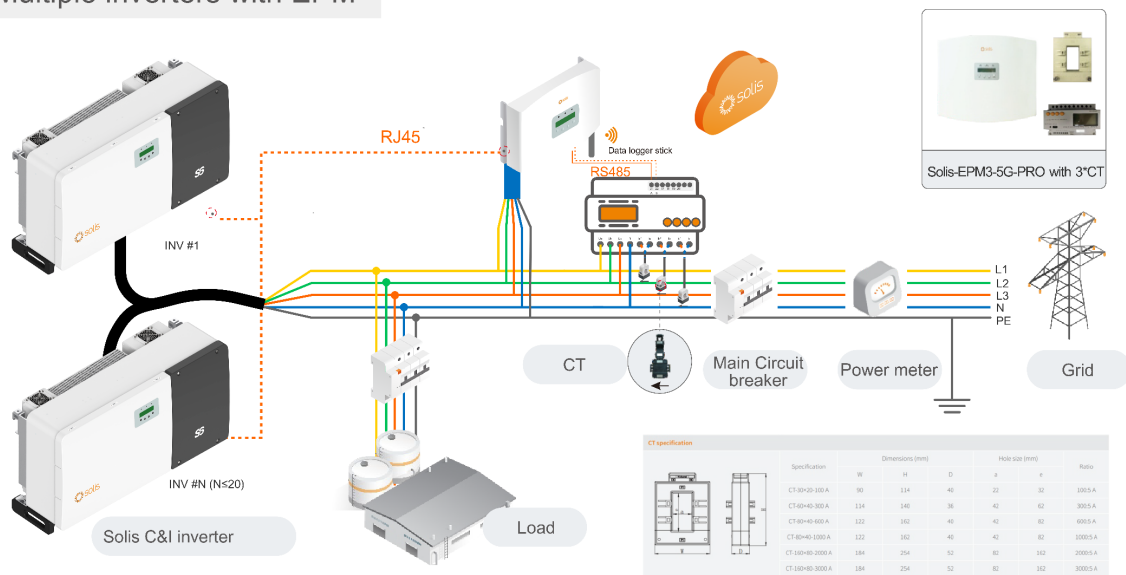 Multiple inverters with EPM
solis
RJ45
Data logger stick
RS485
Solis-EPM3-5G-PRO with 3*CT
S5
solis
INV #1
L1
L2
L3
N
PE
CT
Main Circuit
breaker
Power meter
Grid
S5
solis
INV #N (N≤20)
Solis C&I inverter
Load
CT specification
Specification
Dimensions (mm)
Hole size (mm)
Ratio
W H D a e
CT-30×20-100 A 90 114 40 22 32 100:5 A
CT-60×40-300 A 114 140 36 42 62 300:5 A
CT-80×40-600 A 122 162 40 42 82 600:5 A
CT-80×40-1000 A 122 162 40 42 82 1000:5 A
CT-160×80-2000 A 184 254 52 82 162 2000:5 A
CT-160×80-3000 A 184 254 52 82 162 3000:5 A